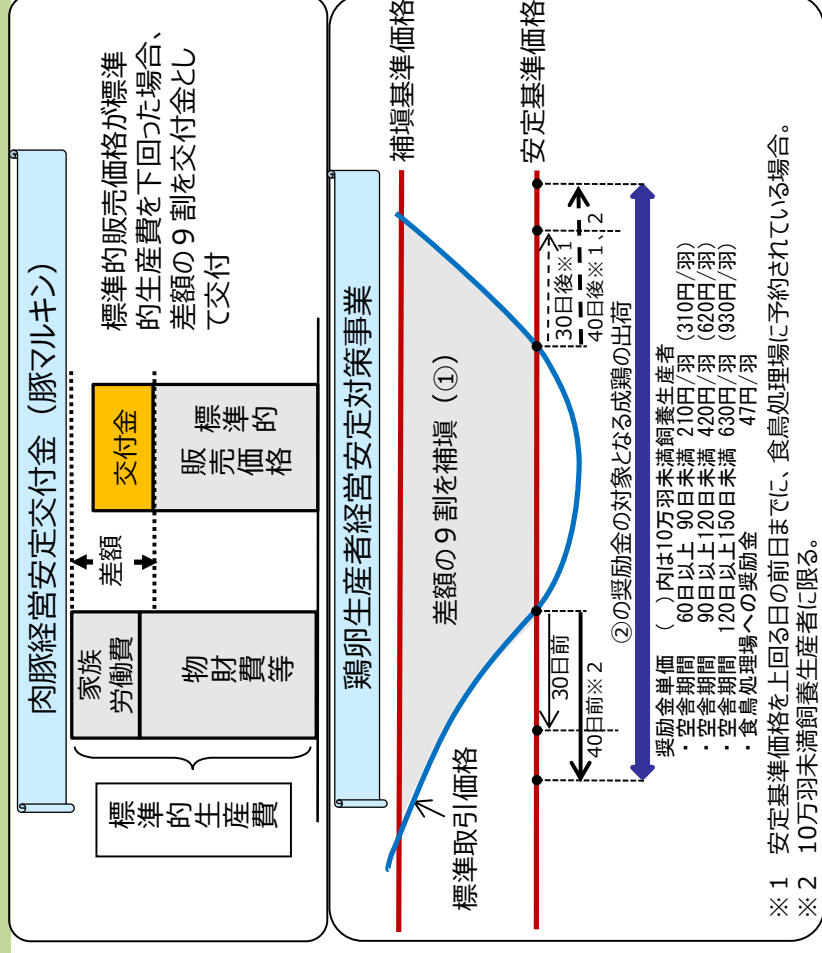 肉豚経営安定交付金（豚マルキン）
標準的生産費
家族
労働費
物財費等
差額
交付金
標準的
販売価格
標準的販売価格が標準
的生産費を下回った場合、
差額の９割を交付金とし
て交付
鶏卵生産者経営安定対策事業
補填基準価格
安定基準価格
標準取引価格
差額の９割を補填（①）
30日前
40日前※２
30日後※１
40日後※１、２
②の奨励金の対象となる成鶏の出荷
奨励金単価 （ ）内は10万羽未満飼養生産者
・空舎期間 60日以上 90日未満 210円/羽 (310円/羽)
・空舎期間 90日以上120日未満 420円/羽 (620円/羽)
・空舎期間 120日以上150日未満 630円/羽 (930円/羽)
・食鳥処理場への奨励金 47円/羽
※１ 安定基準価格を上回る日の前日までに、食鳥処理場に予約されている場合。
※２ 10万羽未満飼養生産者に限る。